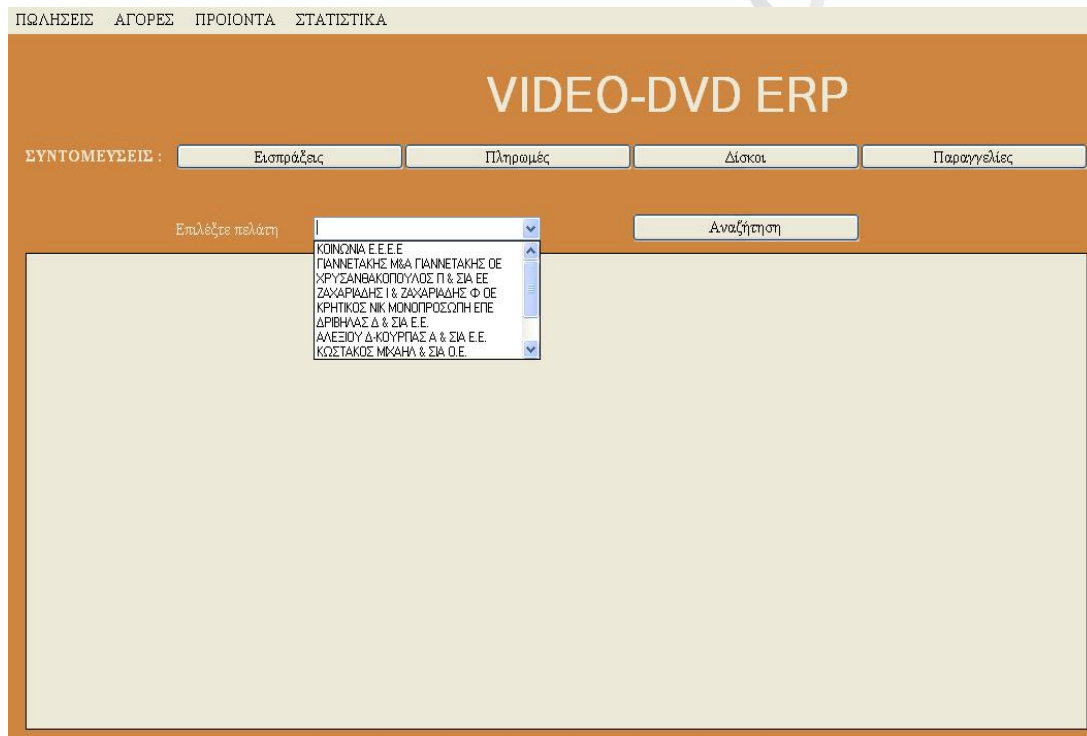 ΠΩΛΗΣΕΙΣ ΑΓΟΡΕΣ ΠΡΟΙΟΝΤΑ ΣΤΑΤΙΣΤΙΚΑ
VIDEO-DVD ERP
ΣΥΝΤΟΜΕΥΣΕΙΣ : Εισπράξεις Πληρωμές Δίσκοι Παραγγελίες
Επιλέξτε πελάτη Αναζήτηση
ΚΟΙΝΩΝΙΑ Ε.Ε.Ε.Ε
ΓΙΑΝΝΕΤΑΚΗΣ Μ&Α ΓΙΑΝΝΕΤΑΚΗΣ ΟΕ
ΧΡΥΣΑΝΘΑΚΟΠΟΥΛΟΣ Π & ΣΙΑ ΕΕ
ΖΑΧΑΡΙΑΔΗΣ Ι & ΖΑΧΑΡΙΑΔΗΣ Φ ΟΕ
ΚΡΗΤΙΚΟΣ ΝΙΚ ΜΟΝΟΠΡΟΣΩΠΗ ΕΠΕ
ΔΡΙΒΗΛΑΣ Δ & ΣΙΑ Ε.Ε.
ΑΛΕΞΙΟΥ Δ-ΚΟΥΡΠΑΣ Α & ΣΙΑ Ε.Ε.
ΚΩΣΤΑΚΟΣ ΜΙΧΑΗΛ & ΣΙΑ Ο.Ε.